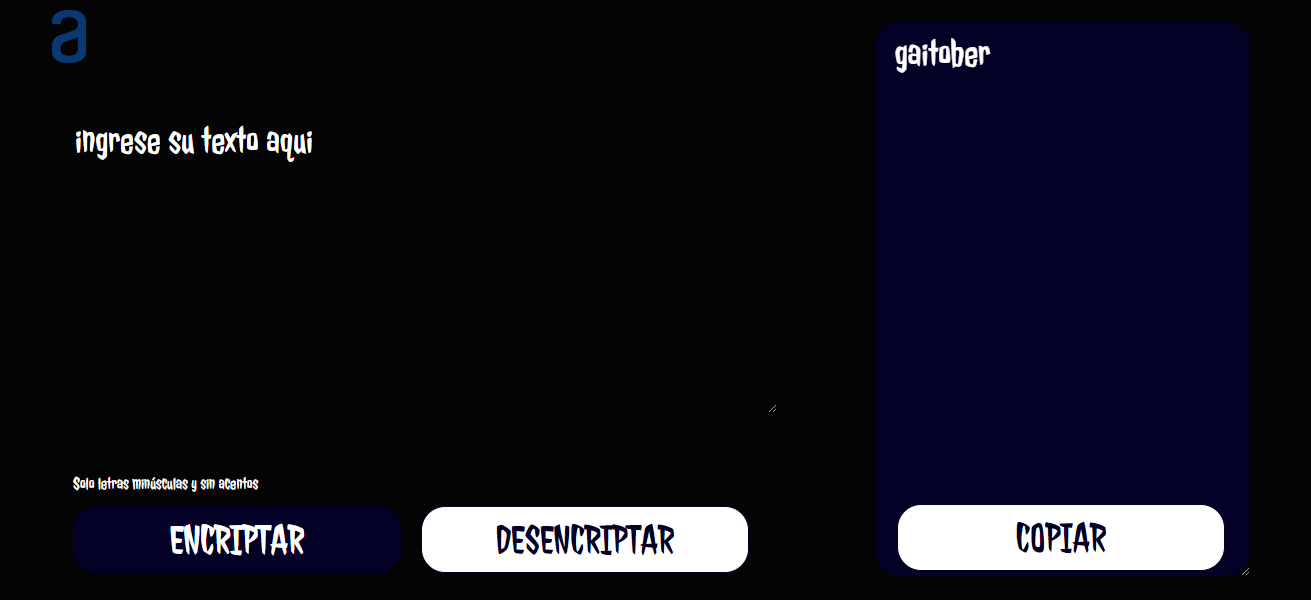 a
ingrese su texto aqui
Solo letras minúsculas y sin acentos
ENCRIPTAR
DESENCRIPTAR
gaitober
COPIAR